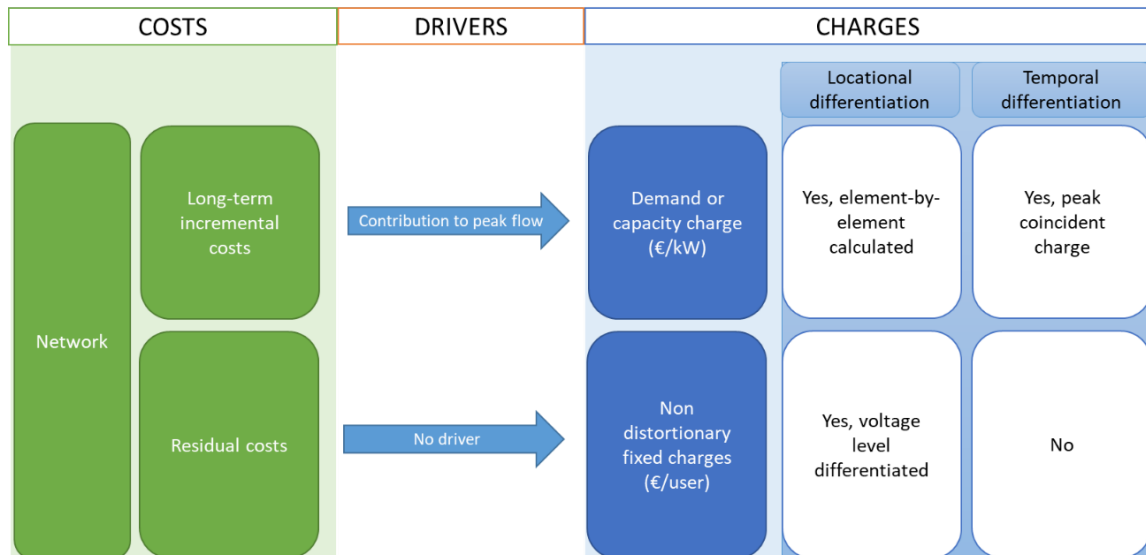 COSTS
DRIVERS
CHARGES
Locational
differentiation
Temporal
differentiation
Network
Long-term
incremental
costs
Contribution to peak flow
Demand or
capacity charge
(€/kW)
Yes, element-by-
element
calculated
Yes, peak
coincident
charge
Residual costs
No driver
Non
distortionary
fixed charges
(€/user)
Yes, voltage
level
differentiated
No